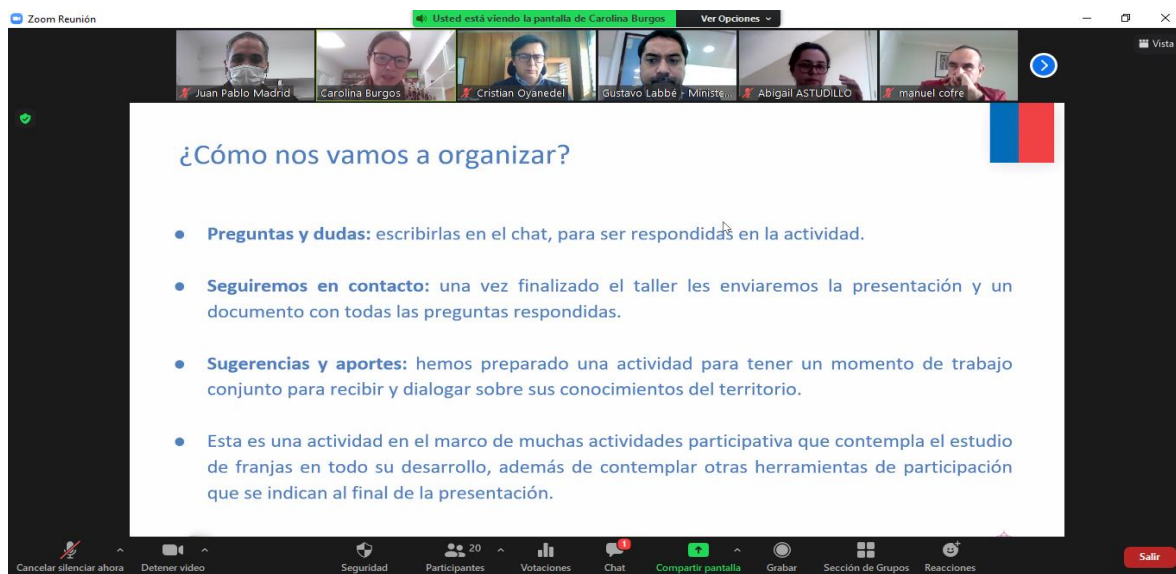 Zoom Reunión
Usted está viendo la pantalla de Carolina Burgos
Ver Opciones
Vista
Juan Pablo Madrid
Carolina Burgos
Cristian Oyanedel
Gustavo Labbé - Ministe...
Abigail ASTUDILLO
manuel cofre
¿Cómo nos vamos a organizar?
● Preguntas y dudas: escribirlas en el chat, para ser respondidas en la actividad.
● Seguiremos en contacto: una vez finalizado el taller les enviaremos la presentación y un
documento con todas las preguntas respondidas.
● Sugerencias y aportes: hemos preparado una actividad para tener un momento de trabajo
conjunto para recibir y dialogar sobre sus conocimientos del territorio.
● Esta es una actividad en el marco de muchas actividades participativa que contempla el estudio
de franjas en todo su desarrollo, además de contemplar otras herramientas de participación
que se indican al final de la presentación.
20
1
Cancelar silenciar ahora
Detener video
Seguridad
Participantes
Votaciones
Chat
Compartir pantalla
Grabar
Sección de Grupos
Reacciones
Salir